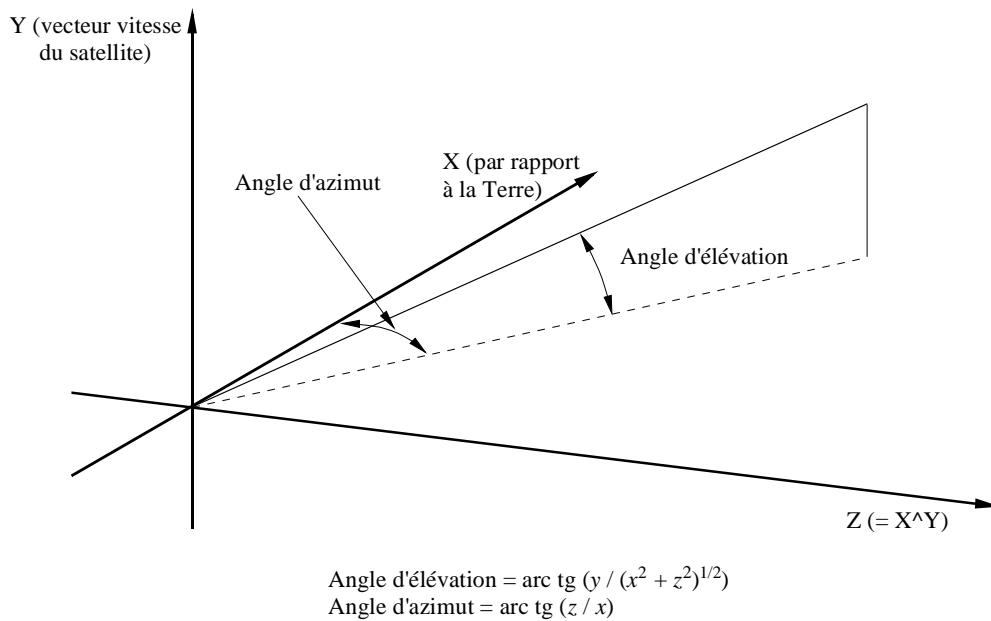 Y (vecteur vitesse
du satellite)
X (par rapport
à la Terre)
Angle d'azimut
Angle d'élévation
Z (= X^Y)
Angle d'élévation = arc tg (y / (x² + z²)¹/²)
Angle d'azimut = arc tg (z / x)